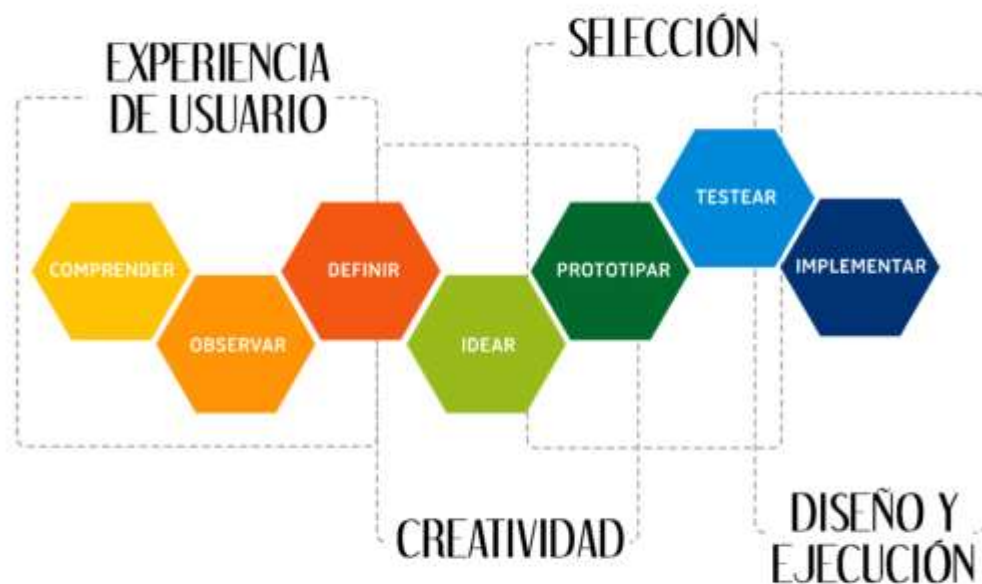 EXPERIENCIA
DE USUARIO
SELECCIÓN
COMPRENDER
OBSERVAR
DEFINIR
IDEAR
PROTOTIPAR
TESTEAR
IMPLEMENTAR
CREATIVIDAD
DISEÑO Y
EJECUCIÓN